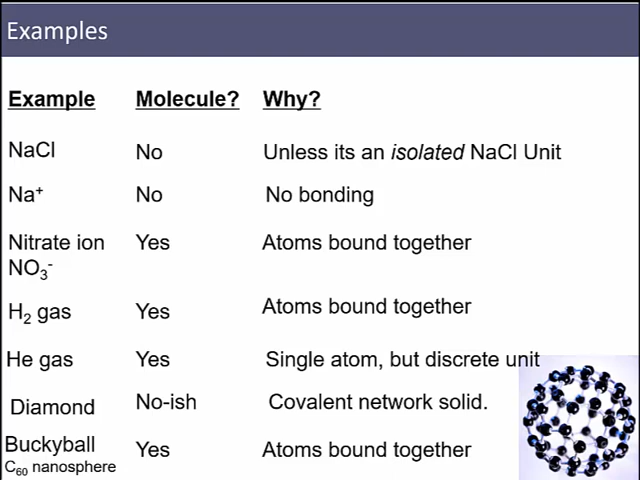 Examples
Example Molecule? Why?
NaCl No Unless its an isolated NaCl Unit
Na⁺ No No bonding
Nitrate ion Yes Atoms bound together
NO₃⁻
H₂ gas Yes Atoms bound together
He gas Yes Single atom, but discrete unit
Diamond No-ish Covalent network solid.
Buckyball Yes Atoms bound together
C₆₀ nanosphere